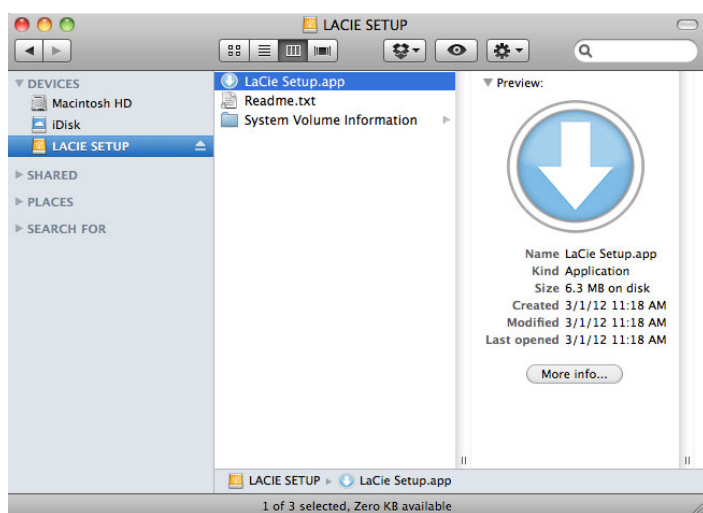 LACIE SETUP
DEVICES
Macintosh HD
iDisk
LACIE SETUP
SHARED
PLACES
SEARCH FOR
LaCie Setup.app
Readme.txt
System Volume Information
Preview:
Name LaCie Setup.app
Kind Application
Size 6.3 MB on disk
Created 3/1/12 11:18 AM
Modified 3/1/12 11:18 AM
Last opened 3/1/12 11:18 AM
More info...
LACIE SETUP LaCie Setup.app
1 of 3 selected, Zero KB available